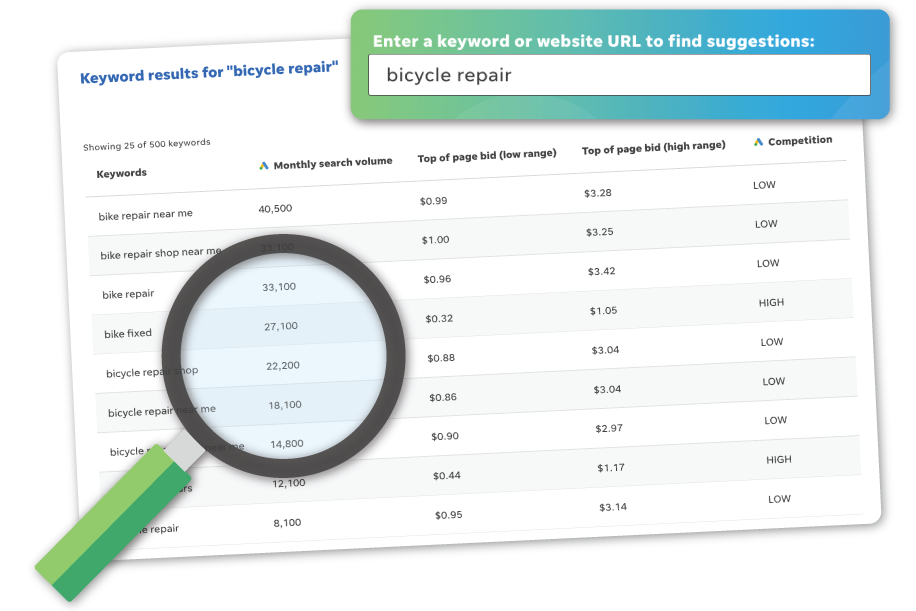 Enter a keyword or website URL to find suggestions:
bicycle repair
Keyword results for "bicycle repair"
Showing 25 of 500 keywords
Keywords Monthly search volume Top of page bid (low range) Top of page bid (high range) Competition
bike repair near me 40,500 $0.99 $3.28 LOW
bike repair shop near me 33,100 $1.00 $3.25 LOW
bike repair 33,100 $0.96 $3.42 LOW
bike fixed 27,100 $0.32 $1.05 HIGH
bicycle repair shop 22,200 $0.88 $3.04 LOW
bicycle repair near me 18,100 $0.86 $3.04 LOW
bicycle near me 14,800 $0.90 $2.97 LOW
12,100 $0.44 $1.17 HIGH
repair 8,100 $0.95 $3.14 LOW